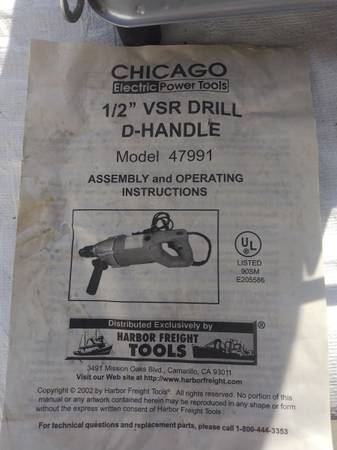 CHICAGO
Electric Power Tools
1/2" VSR DRILL
D-HANDLE
Model 47991
ASSEMBLY and OPERATING
INSTRUCTIONS
UL
®
LISTED
90SM
E205586
Distributed Exclusively by
HARBOR FREIGHT
TOOLS
®
3491 Mission Oaks Blvd., Camarillo, CA 93011
Visit our Web site at http://www.harborfreight.com
Copyright © 2002 by Harbor Freight Tools®. All rights reserved. No portion of this
manual or any artwork contained herein may be reproduced in any shape or form
without the express written consent of Harbor Freight Tools.
For technical questions and replacement parts, please call 1-800-444-3353